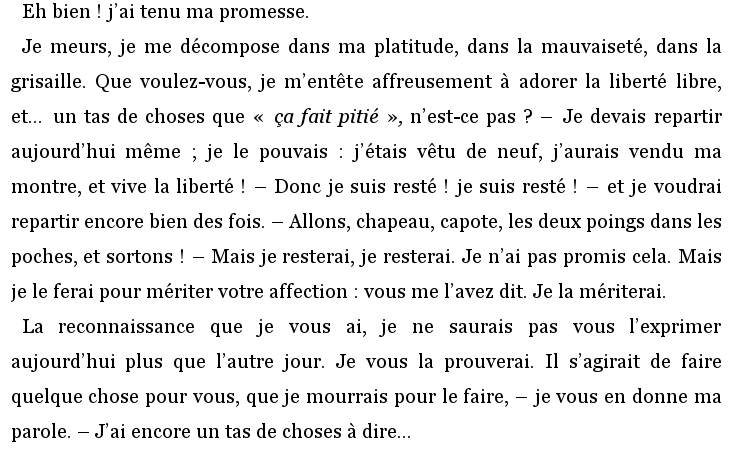 Eh bien ! j’ai tenu ma promesse.
Je meurs, je me décompose dans ma platitude, dans la mauvaiseté, dans la
grisaille. Que voulez-vous, je m’entête affreusement à adorer la liberté libre,
et… un tas de choses que « ça fait pitié », n’est-ce pas ? – Je devais repartir
aujourd’hui même ; je le pouvais : j’étais vêtu de neuf, j’aurais vendu ma
montre, et vive la liberté ! – Donc je suis resté ! je suis resté ! – et je voudrai
repartir encore bien des fois. – Allons, chapeau, capote, les deux poings dans les
poches, et sortons ! – Mais je resterai, je resterai. Je n’ai pas promis cela. Mais
je le ferai pour mériter votre affection : vous me l’avez dit. Je la mériterai.
La reconnaissance que je vous ai, je ne saurais pas vous l’exprimer
aujourd’hui plus que l’autre jour. Je vous la prouverai. Il s’agirait de faire
quelque chose pour vous, que je mourrais pour le faire, – je vous en donne ma
parole. – J’ai encore un tas de choses à dire…